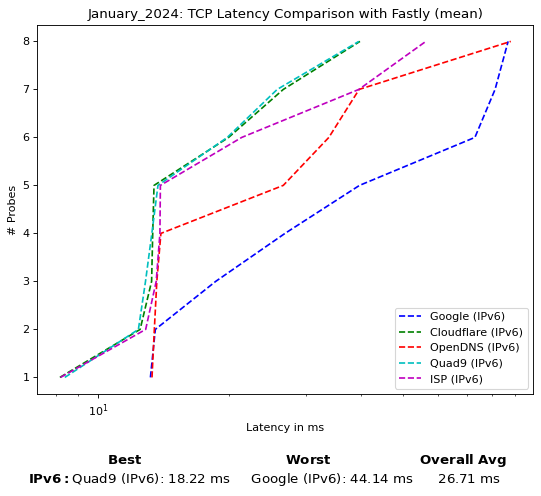 January_2024: TCP Latency Comparison with Fastly (mean)
8
7
6
5
4
3
2
1
# Probes
Google (IPv6)
Cloudflare (IPv6)
OpenDNS (IPv6)
Quad9 (IPv6)
ISP (IPv6)
10^1
Latency in ms
Best Worst Overall Avg
IPv6: Quad9 (IPv6): 18.22 ms Google (IPv6): 44.14 ms 26.71 ms